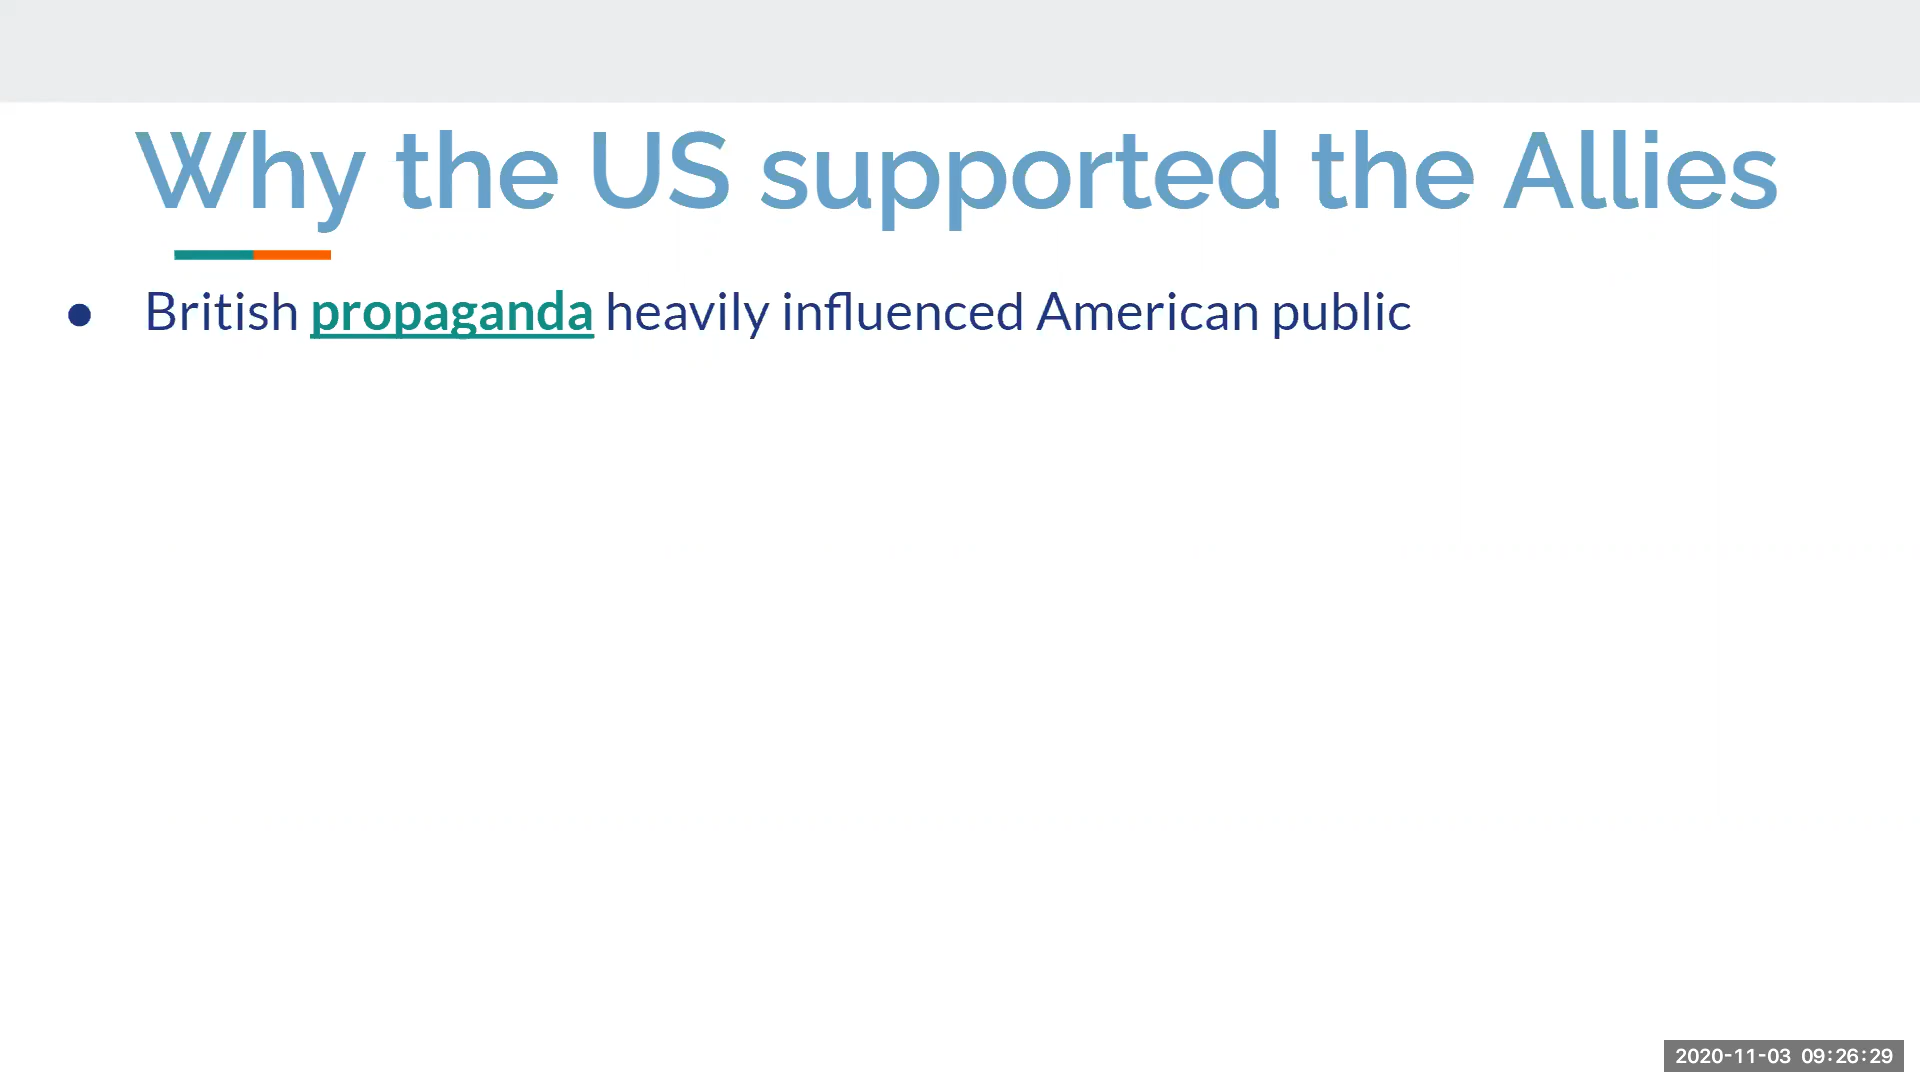 Why the US supported the Allies
● British propaganda heavily influenced American public
2020-11-03 09:26:29